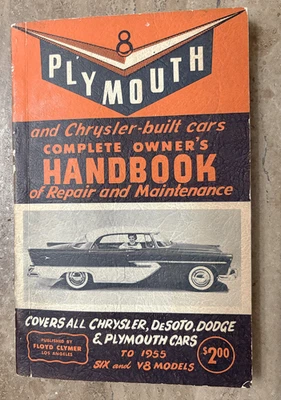 8
PLYMOUTH
and Chrysler-built cars
COMPLETE OWNER'S
HANDBOOK
of Repair and Maintenance
COVERS ALL CHRYSLER, DESOTO, DODGE
& PLYMOUTH CARS
TO 1955
SIX and V8 MODELS
PUBLISHED BY
FLOYD CLYMER
LOS ANGELES
$2.00